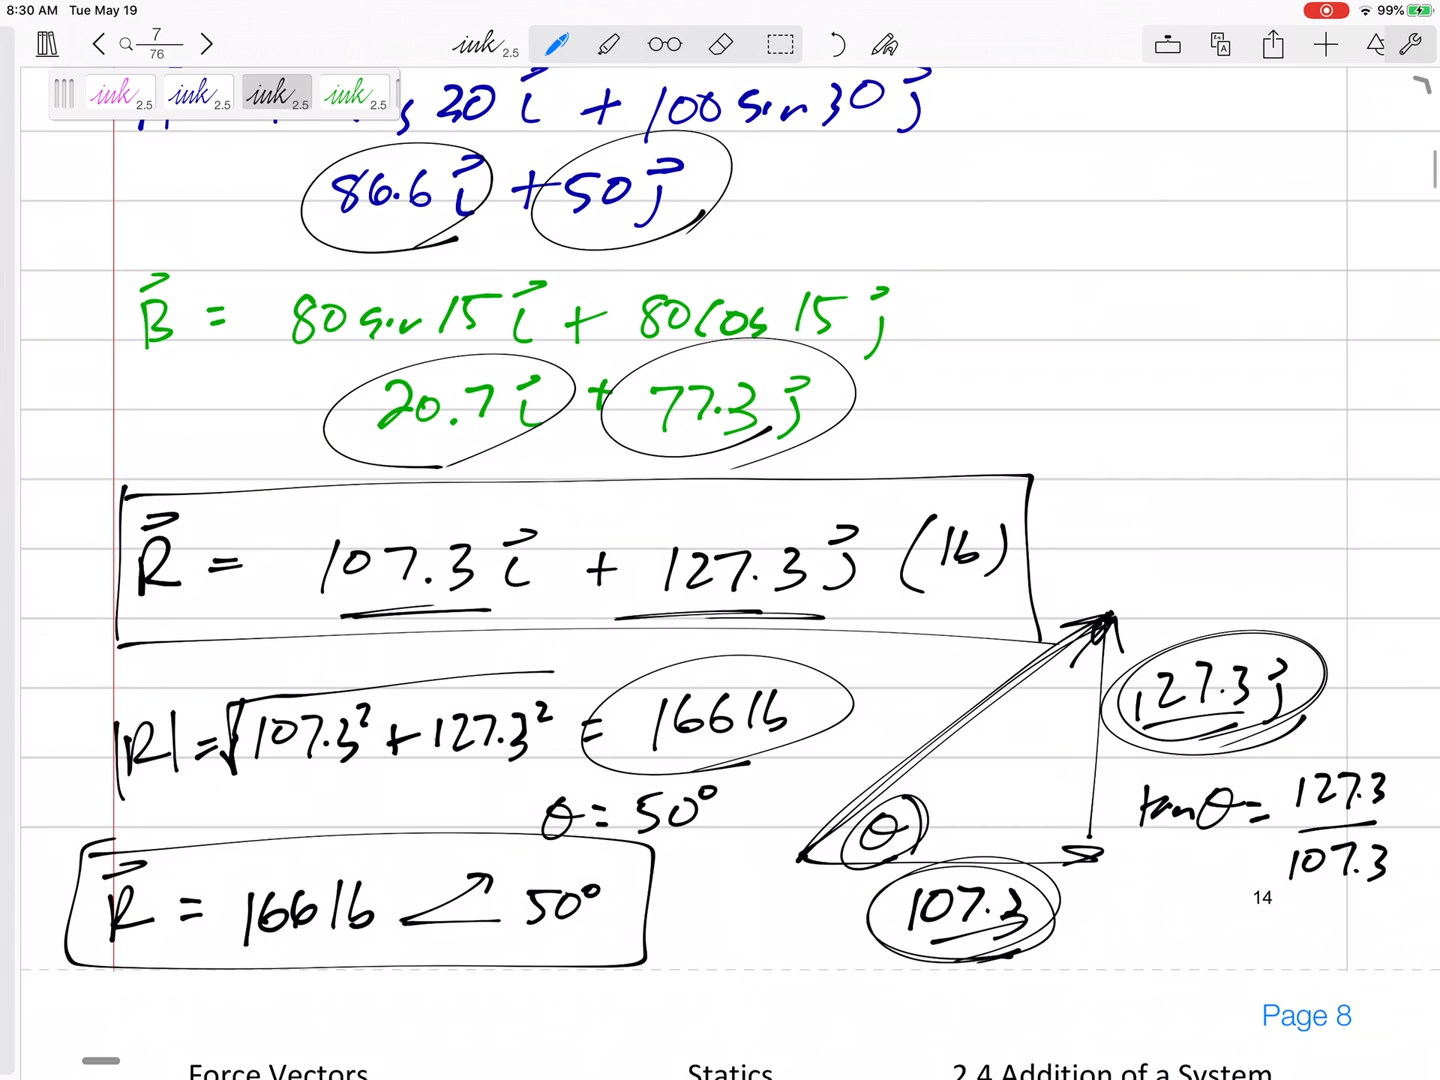 8:30 AM Tue May 19
99%
7
76
ink 2.5
ink 2.5 ink 2.5 ink 2.5 ink 2.5
20 i⃗ + 100 sin 30 j⃗
86.6 i⃗ + 50 j⃗
B⃗ = 80 sin 15 i⃗ + 80 cos 15 j⃗
20.7 i⃗ + 77.3 j⃗
R⃗ = 107.3 i⃗ + 127.3 j⃗ (lb)
127.3 j⃗
|R| = √107.3² + 127.3² = 166 lb
θ = 50°
θ
tan θ = 127.3
107.3
R⃗ = 166 lb 50°
107.3
14
Page 8
Force Vectors Statics 2.4 Addition of a System